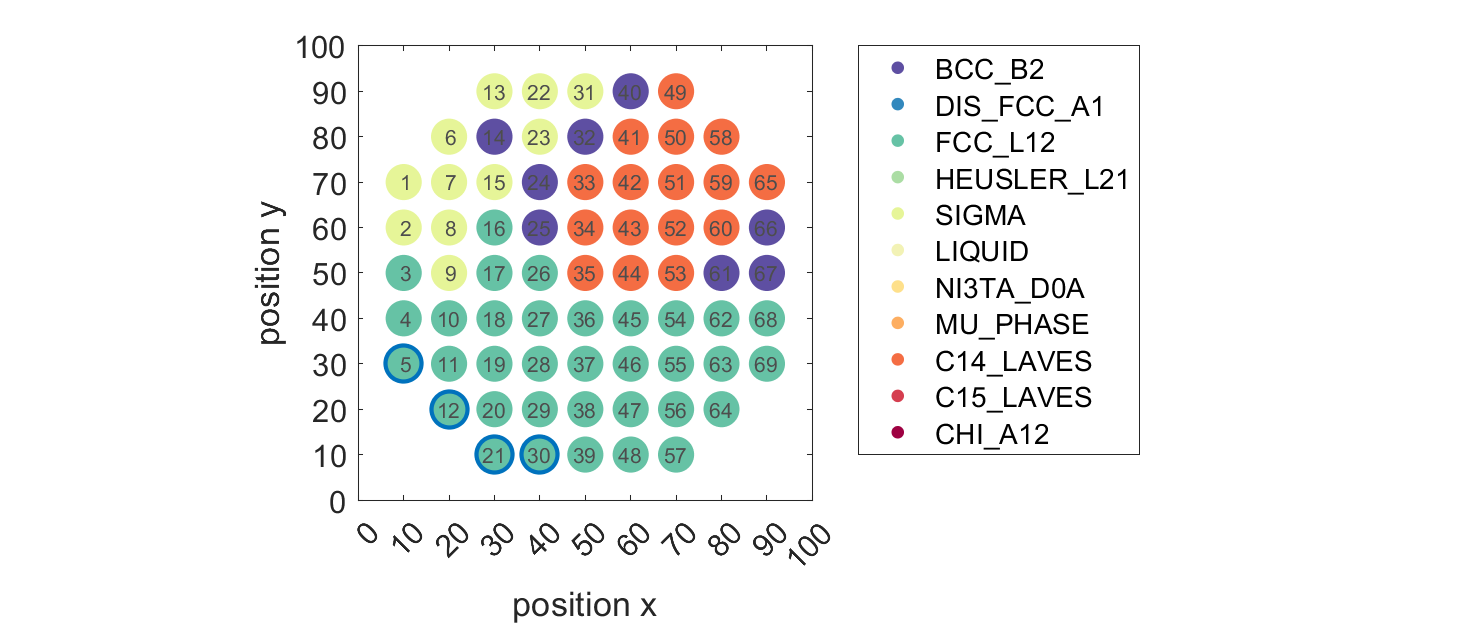 100
90 13 22 31 40 49
80 6 14 23 32 41 50 58
70 1 7 15 24 33 42 51 59 65
60 2 8 16 25 34 43 52 60 66
50 3 9 17 26 35 44 53 61 67
40 4 10 18 27 36 45 54 62 68
30 5 11 19 28 37 46 55 63 69
20 12 20 29 38 47 56 64
10 21 30 39 48 57
0
0 10 20 30 40 50 60 70 80 90 100
position x
position y
BCC_B2
DIS_FCC_A1
FCC_L12
HEUSLER_L21
SIGMA
LIQUID
NI3TA_D0A
MU_PHASE
C14_LAVES
C15_LAVES
CHI_A12